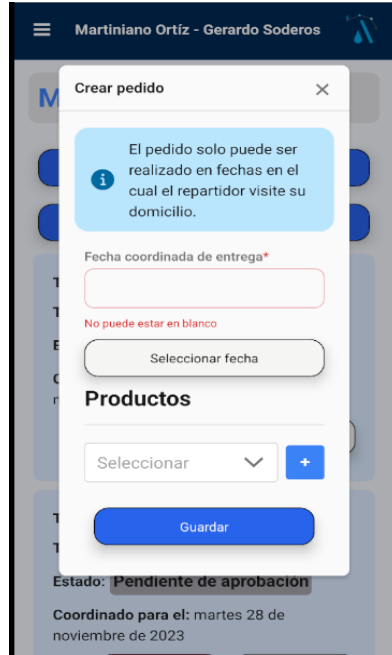 Martiniano Ortíz - Gerardo Soderos
M
Crear pedido
El pedido solo puede ser
realizado en fechas en el
cual el repartidor visite su
domicilio.
Fecha coordinada de entrega*
No puede estar en blanco
Seleccionar fecha
Productos
Seleccionar
+
Guardar
Estado: Pendiente de aprobación
Coordinado para el: martes 28 de
noviembre de 2023